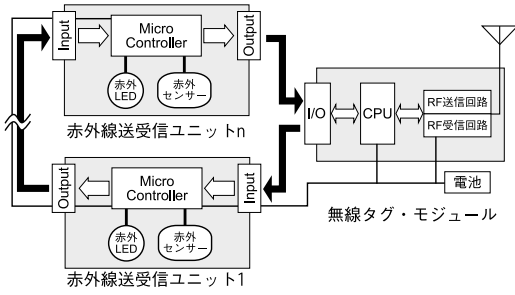 Input
Micro
Controller
Output
赤外
LED
赤外
センサー
赤外線送受信ユニットn
I/O
CPU
RF送信回路
RF受信回路
電池
無線タグ・モジュール
Output
Micro
Controller
Input
赤外
LED
赤外
センサー
赤外線送受信ユニット1